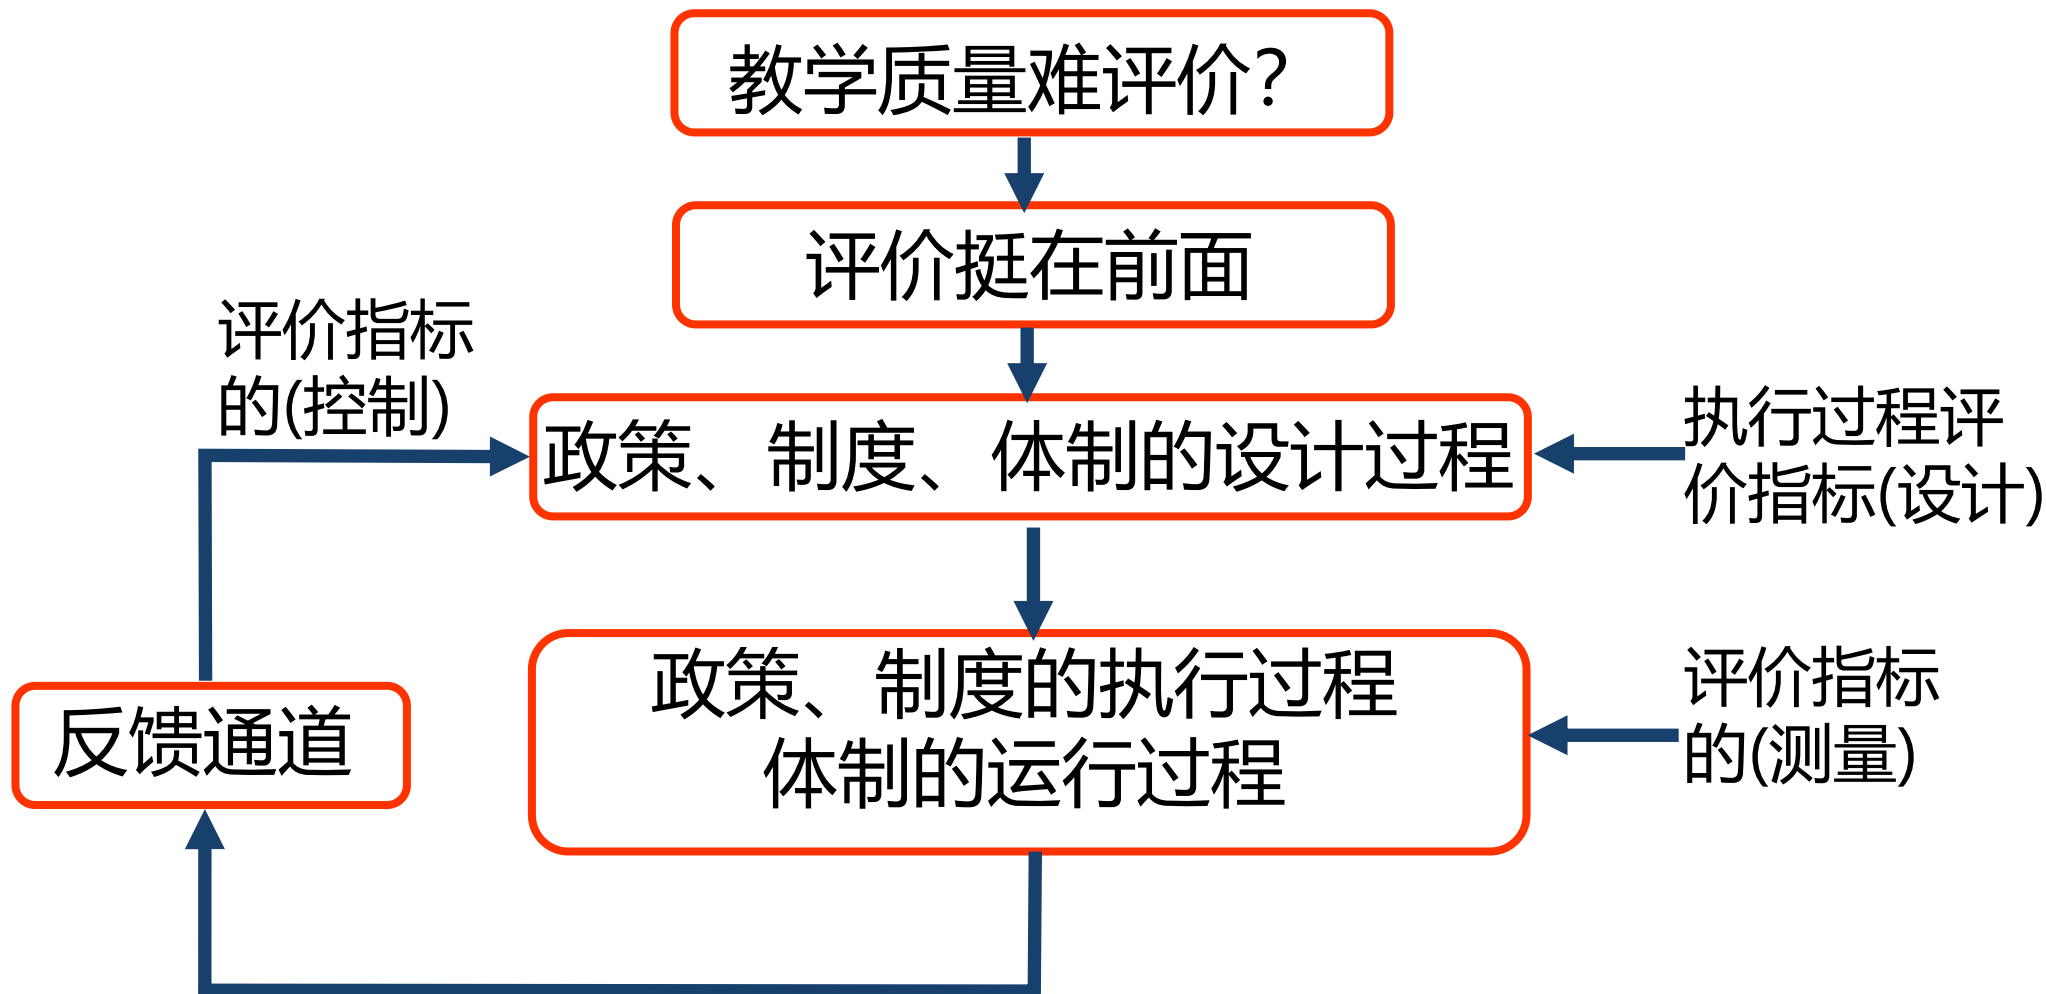 教学质量难评价?
评价挺在前面
评价指标
的(控制)
政策、制度、体制的设计过程
执行过程评
价指标(设计)
政策、制度的执行过程
体制的运行过程
评价指标
的(测量)
反馈通道